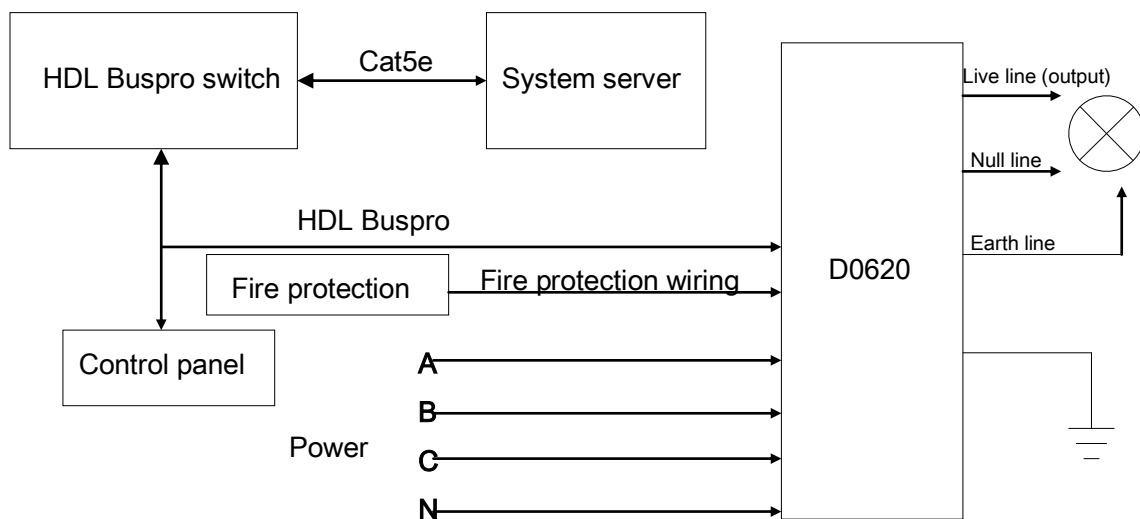 HDL Buspro switch
Cat5e
System server
Live line (output)
Null line
HDL Buspro
Earth line
D0620
Fire protection
Fire protection wiring
Control panel
A
B
Power
C
N